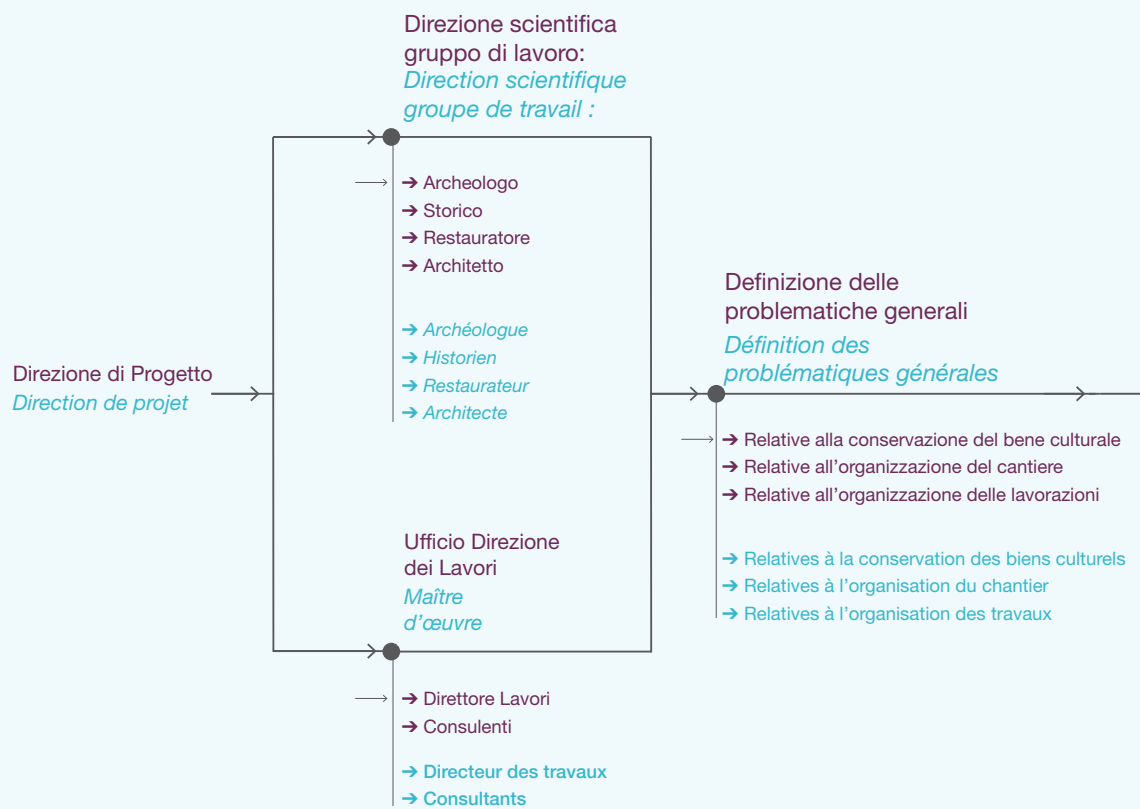 Direzione scientifica
gruppo di lavoro:
Direction scientifique
groupe de travail :
➔ Archeologo
➔ Storico
➔ Restauratore
➔ Architetto
➔ Archéologue
➔ Historien
➔ Restaurateur
➔ Architecte
Direzione di Progetto
Direction de projet
Ufficio Direzione
dei Lavori
Maître
d’œuvre
➔ Direttore Lavori
➔ Consulenti
➔ Directeur des travaux
➔ Consultants
Definizione delle
problematiche generali
Définition des
problématiques générales
➔ Relative alla conservazione del bene culturale
➔ Relative all’organizzazione del cantiere
➔ Relative all’organizzazione delle lavorazioni
➔ Relatives à la conservation des biens culturels
➔ Relatives à l’organisation du chantier
➔ Relatives à l’organisation des travaux